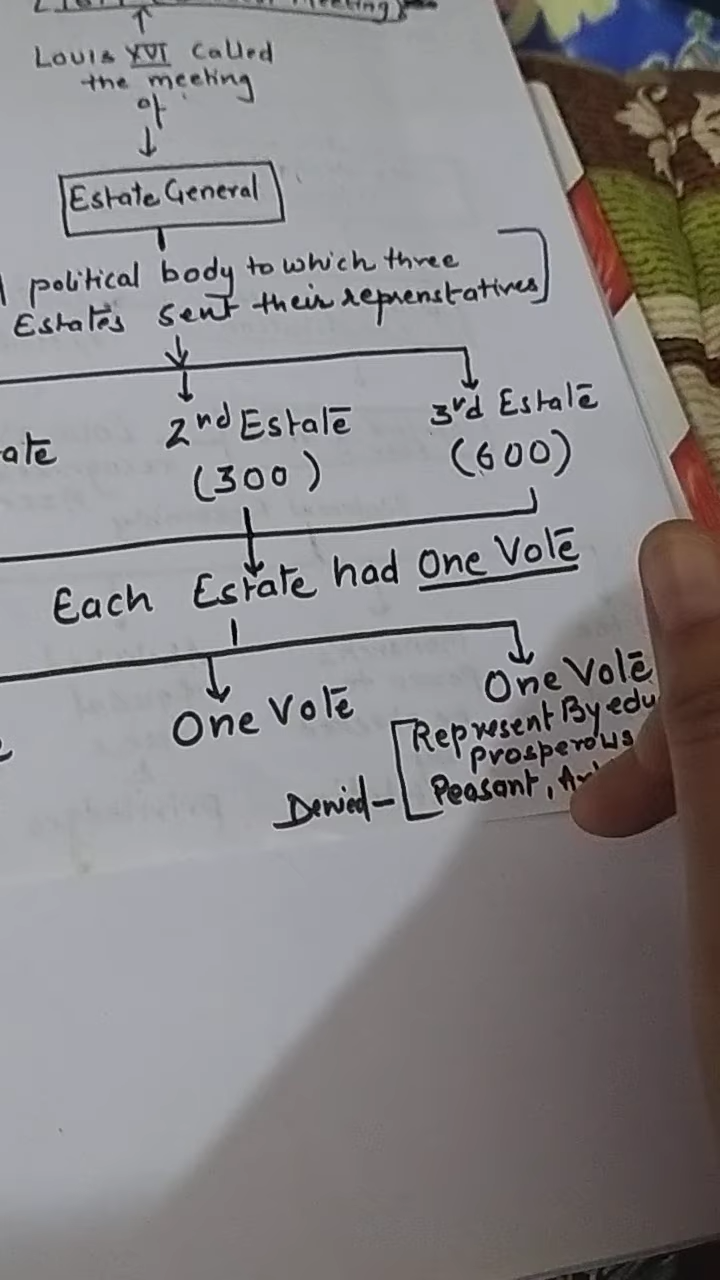 Meeting)
Louis XVI Called
the meeting
of
Estate General
political body to which three
Estates sent their reprenstatives]
ate 2nd Estate 3rd Estate
(300) (600)
Each Estate had One Vote
One Vote One Vote
Represent By edu
prosperous
Denied - [Peasant, A